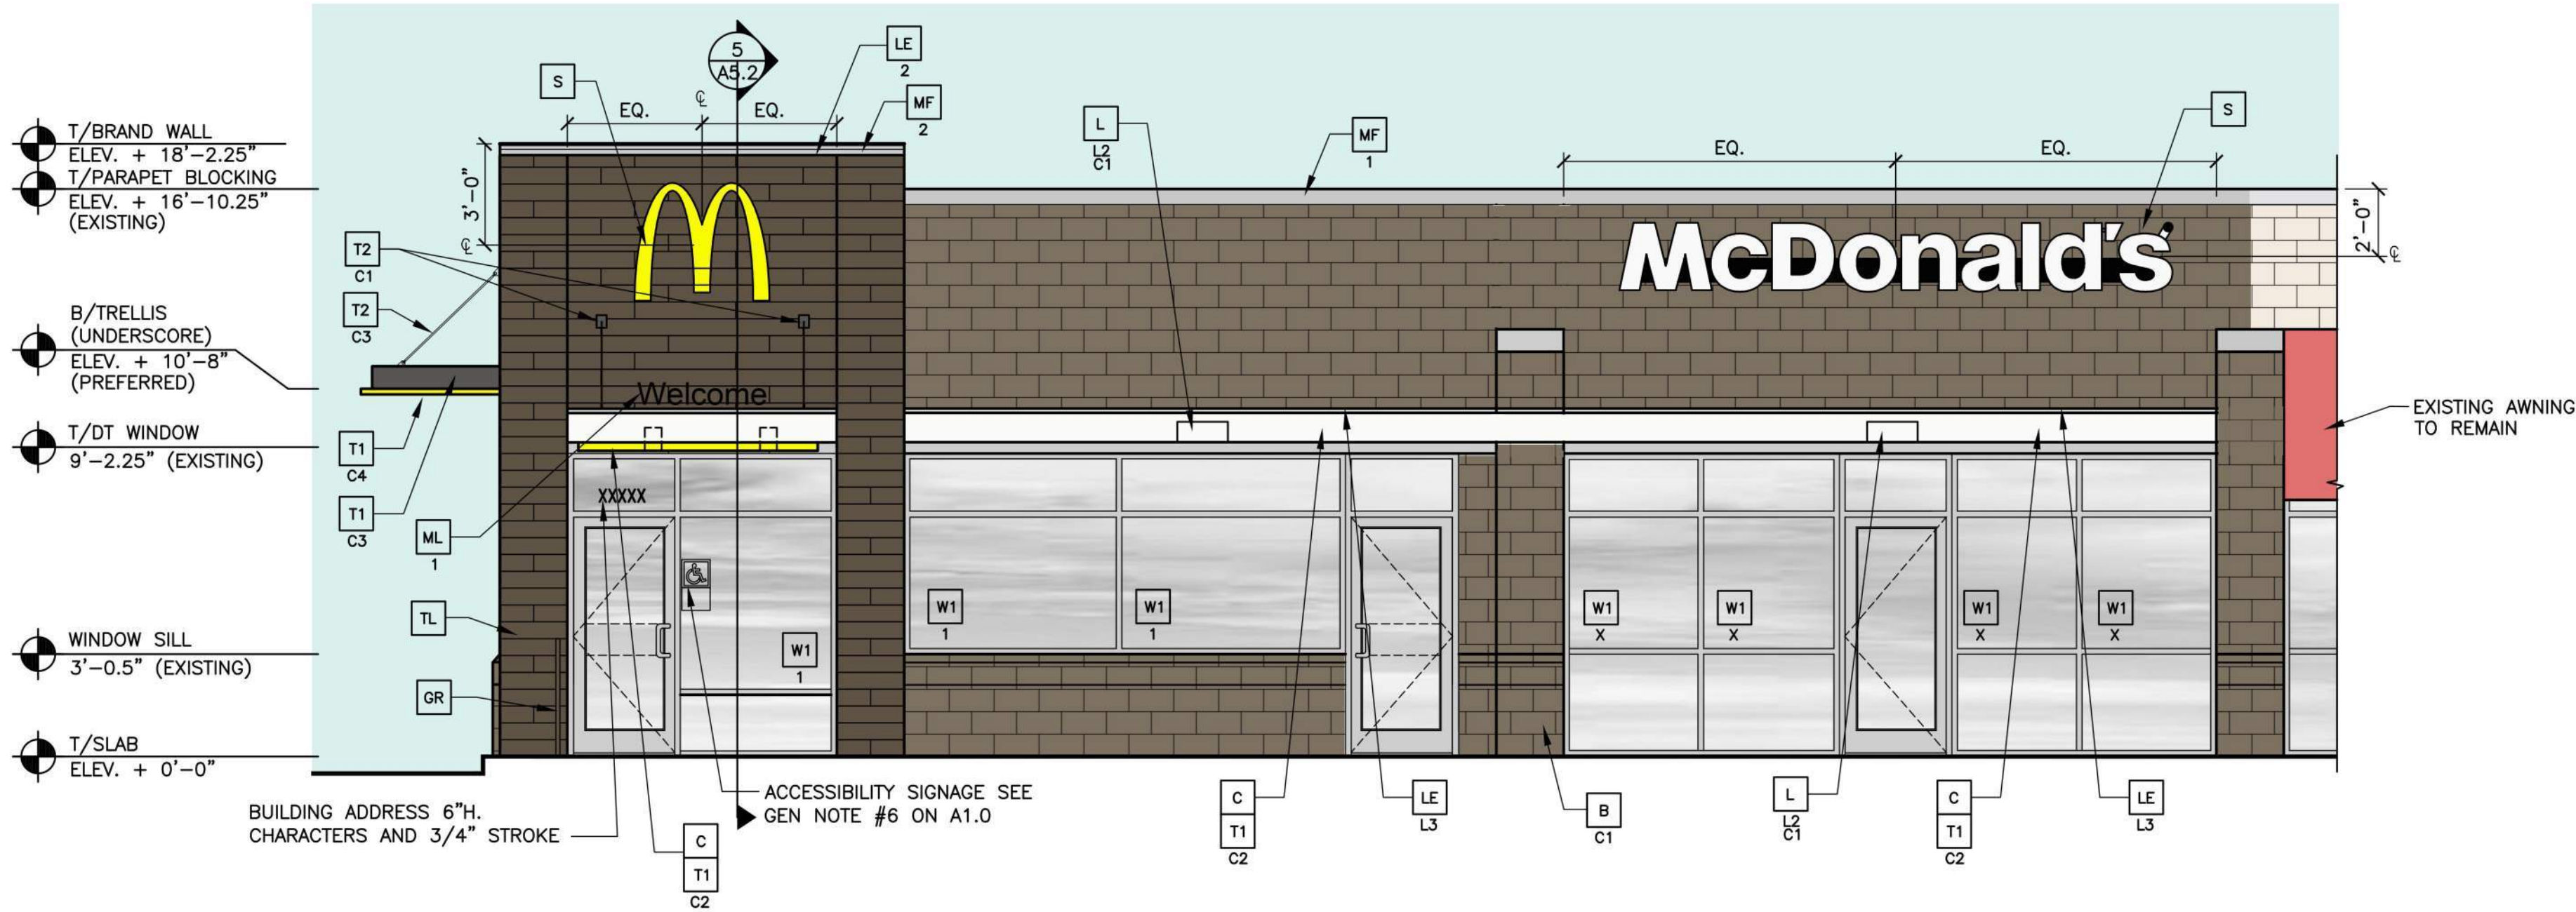 5
A5.2
LE
2
S
MF
2
EQ.
℄
EQ.
L
L2
C1
MF
1
S
EQ.
EQ.
T/BRAND WALL
ELEV. + 18'-2.25"
T/PARAPET BLOCKING
ELEV. + 16'-10.25"
(EXISTING)
3'-0"
℄
2'-0"
℄
McDonald's
T2
C1
T2
C3
B/TRELLIS
(UNDERSCORE)
ELEV. + 10'-8"
(PREFERRED)
Welcome
EXISTING AWNING
TO REMAIN
T/DT WINDOW
9'-2.25" (EXISTING)
T1
C4
T1
C3
XXXXX
ML
1
TL
W1
1
W1
1
W1
1
W1
X
W1
X
W1
X
W1
X
WINDOW SILL
3'-0.5" (EXISTING)
GR
T/SLAB
ELEV. + 0'-0"
BUILDING ADDRESS 6"H.
CHARACTERS AND 3/4" STROKE
ACCESSIBILITY SIGNAGE SEE
GEN NOTE #6 ON A1.0
C
T1
C2
C
T1
C2
LE
L3
B
C1
L
L2
C1
C
T1
C2
LE
L3